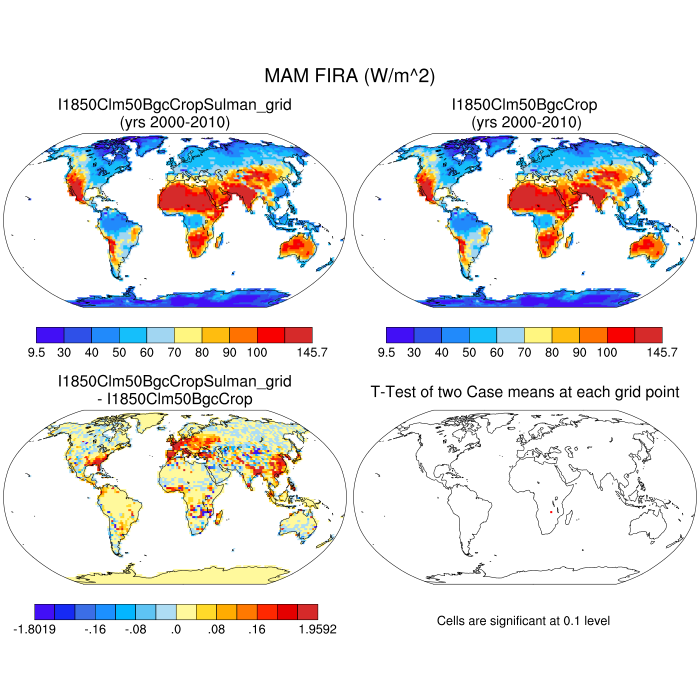 MAM FIRA (W/m^2)
I1850Clm50BgcCropSulman_grid
(yrs 2000-2010)
I1850Clm50BgcCrop
(yrs 2000-2010)
9.5 30 40 50 60 70 80 90 100 145.7
9.5 30 40 50 60 70 80 90 100 145.7
I1850Clm50BgcCropSulman_grid
- I1850Clm50BgcCrop
T-Test of two Case means at each grid point
-1.8019 -.16 -.08 .0 .08 .16 1.9592
Cells are significant at 0.1 level